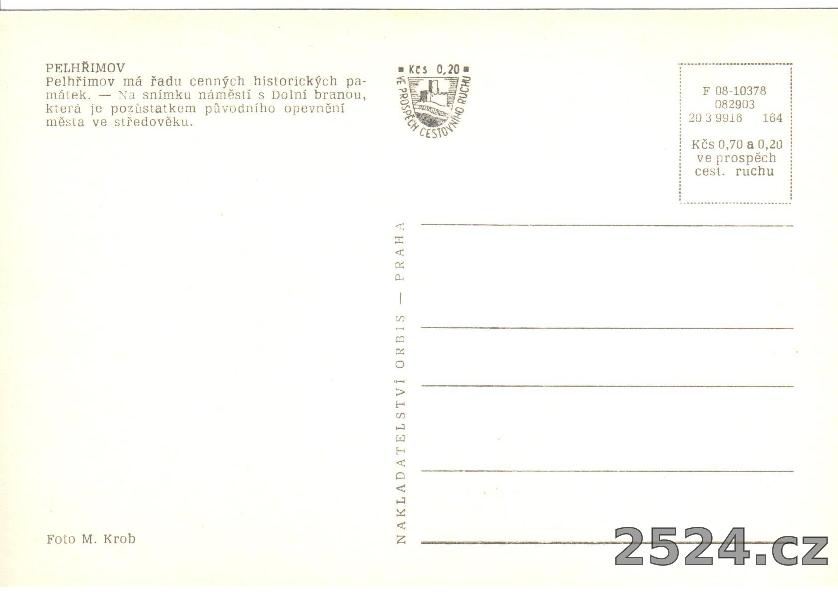 PELHŘIMOV
Pelhřimov má řadu cenných historických pa-
mátek. — Na snímku náměstí s Dolní branou,
která je pozůstatkem původního opevnění
města ve středověku.
Kčs 0,20
VE PROSPĚCH CESTOVNÍHO RUCHU
F 08-10378
082903
20 3 9916 164
Kčs 0,70 a 0,20
ve prospěch
cest. ruchu
NAKLADATELSTVÍ ORBIS — PRAHA
Foto M. Krob
2524.cz